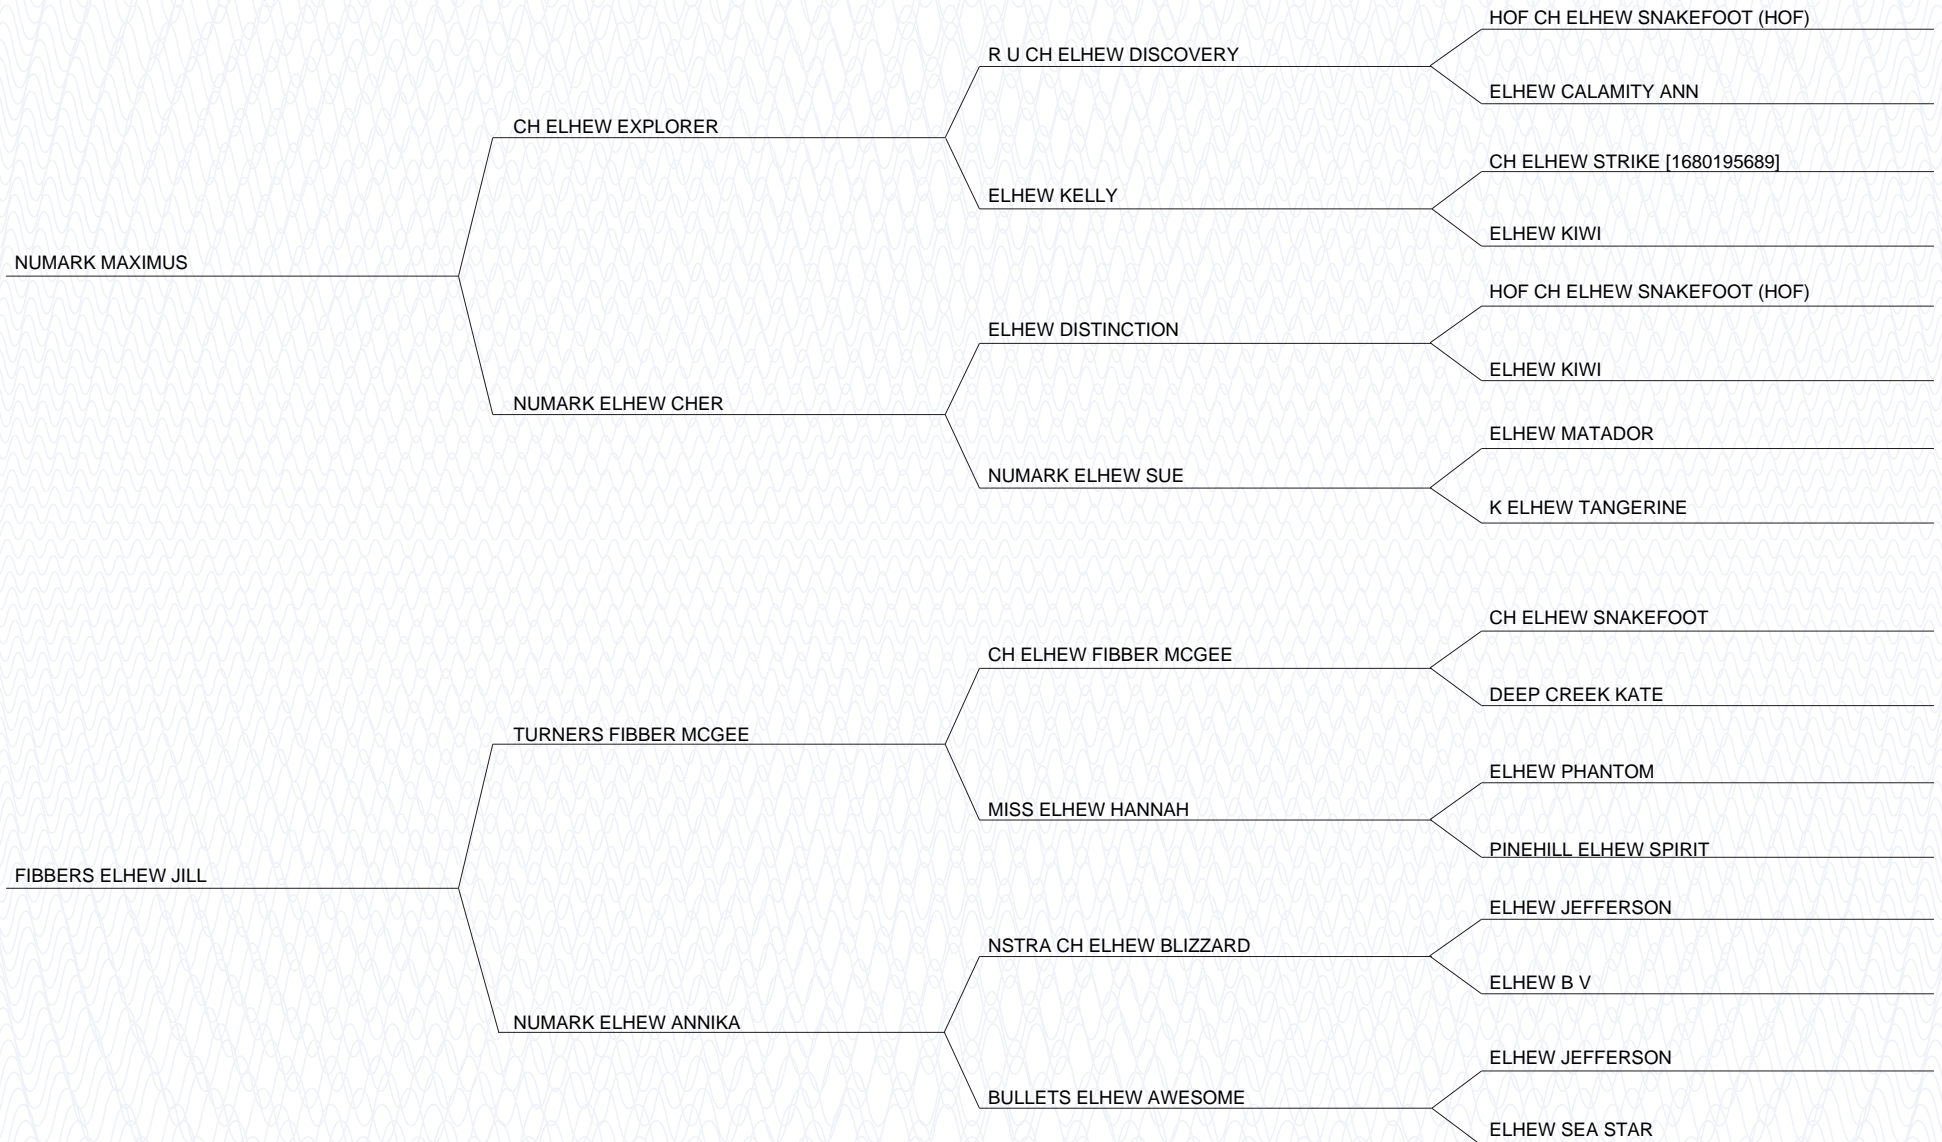 HOF CH ELHEW SNAKEFOOT (HOF)
R U CH ELHEW DISCOVERY
ELHEW CALAMITY ANN
CH ELHEW EXPLORER
CH ELHEW STRIKE [1680195689]
ELHEW KELLY
ELHEW KIWI
NUMARK MAXIMUS
HOF CH ELHEW SNAKEFOOT (HOF)
ELHEW DISTINCTION
ELHEW KIWI
NUMARK ELHEW CHER
ELHEW MATADOR
NUMARK ELHEW SUE
K ELHEW TANGERINE
CH ELHEW SNAKEFOOT
CH ELHEW FIBBER MCGEE
DEEP CREEK KATE
TURNERS FIBBER MCGEE
ELHEW PHANTOM
MISS ELHEW HANNAH
PINEHILL ELHEW SPIRIT
FIBBERS ELHEW JILL
ELHEW JEFFERSON
NSTRA CH ELHEW BLIZZARD
ELHEW B V
NUMARK ELHEW ANNIKA
ELHEW JEFFERSON
BULLETS ELHEW AWESOME
ELHEW SEA STAR